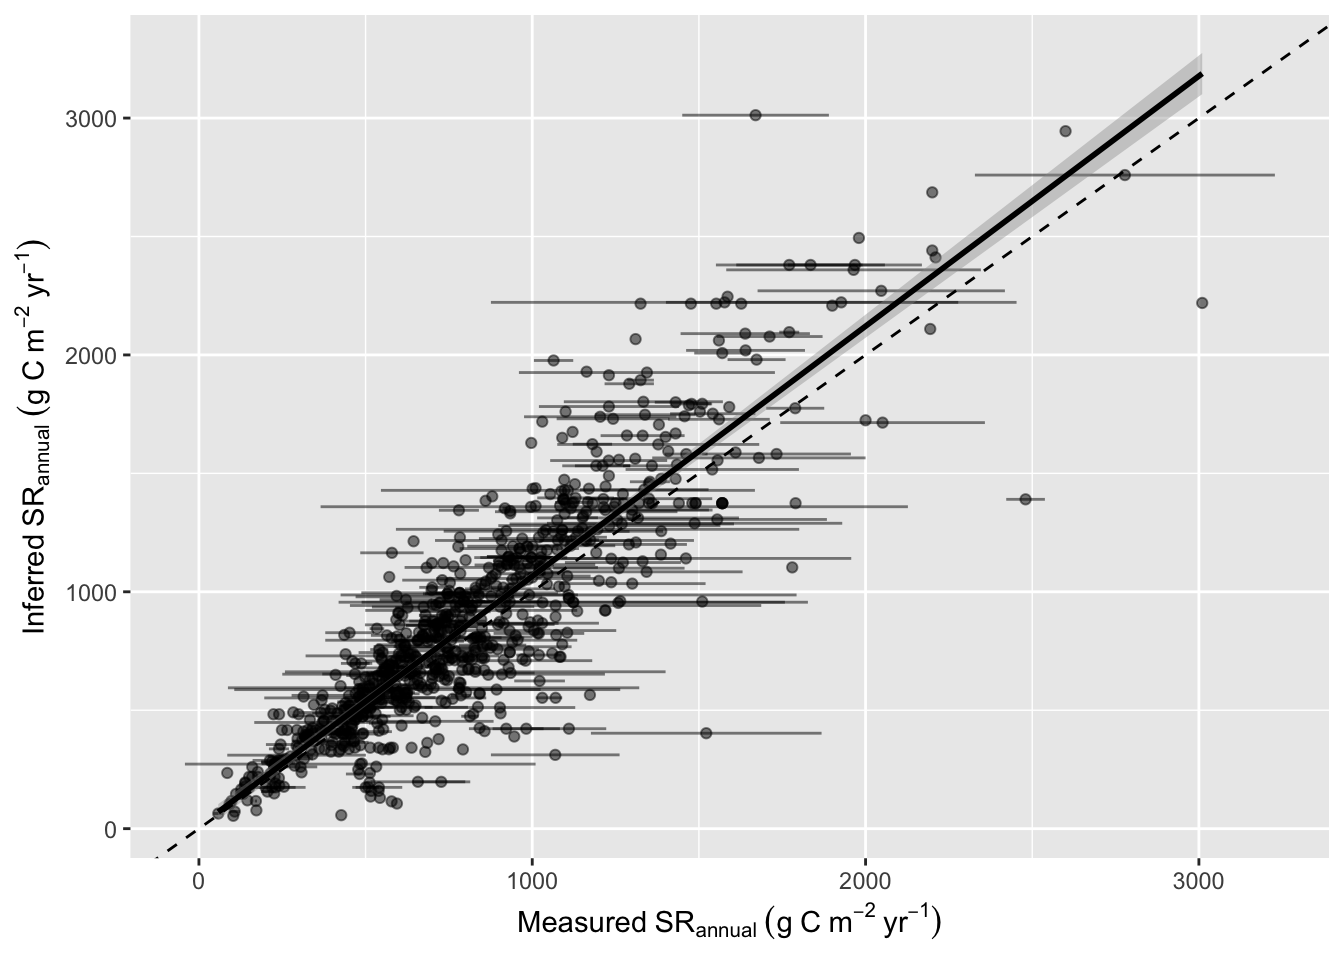 3000
2000
1000
0
Inferred SRannual (g C m−2 yr−1)
0 1000 2000 3000
Measured SRannual (g C m−2 yr−1)